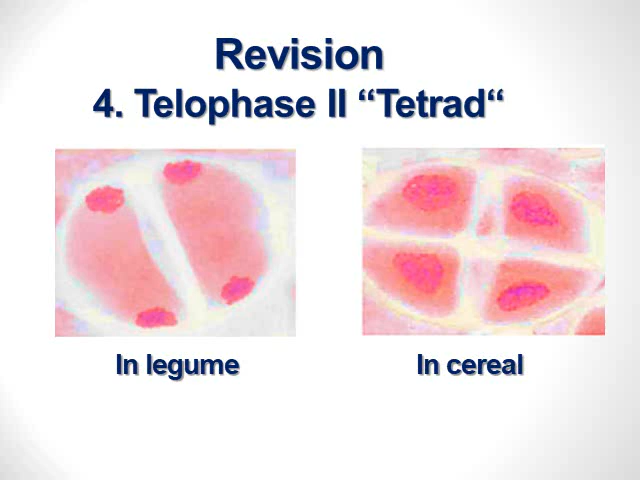 Revision
4. Telophase II “Tetrad“
In legume
In cereal